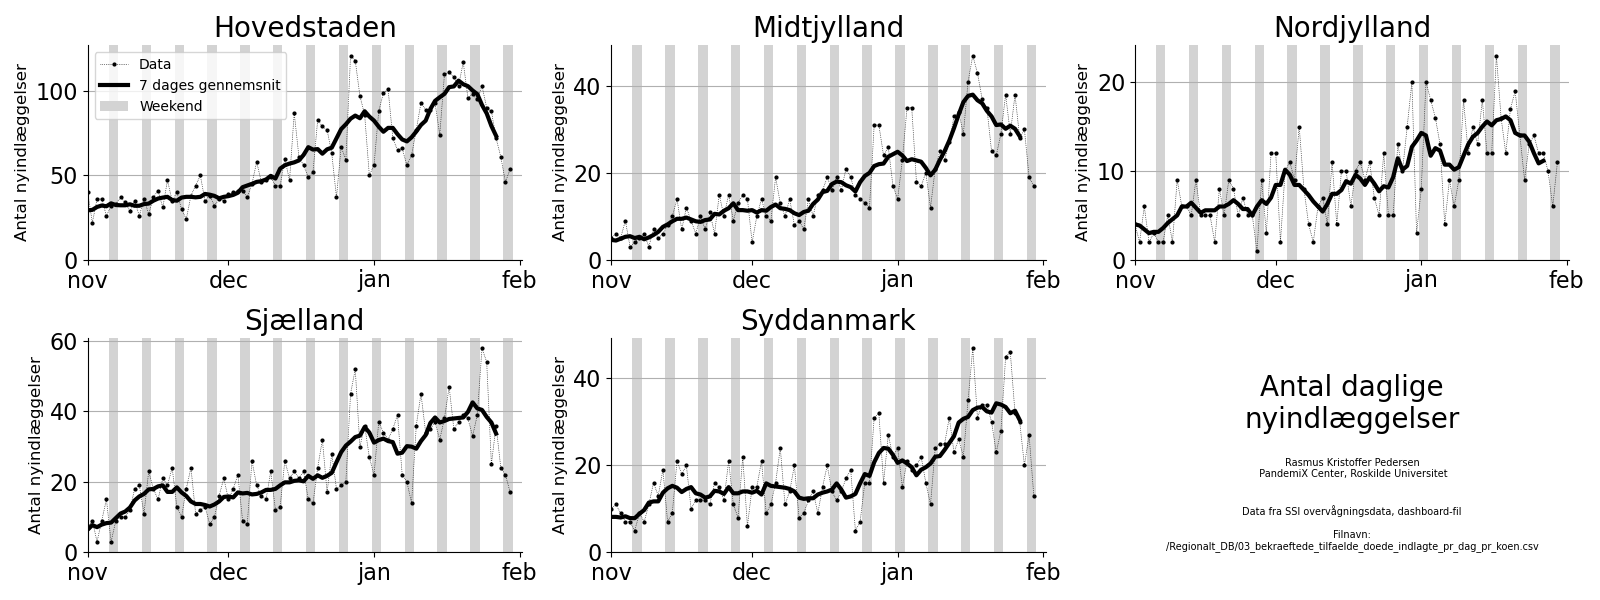 Hovedstaden
Antal nyindlæggelser
100
50
0
Data
7 dages gennemsnit
Weekend
nov
dec
jan
feb
Midtjylland
Antal nyindlæggelser
40
20
0
nov
dec
jan
feb
Nordjylland
Antal nyindlæggelser
20
10
0
nov
dec
jan
feb
Sjælland
Antal nyindlæggelser
60
40
20
0
nov
dec
jan
feb
Syddanmark
Antal nyindlæggelser
40
20
0
nov
dec
jan
feb
Antal daglige
nyindlæggelser
Rasmus Kristoffer Pedersen
PandemiX Center, Roskilde Universitet
Data fra SSI overvågningsdata, dashboard-fil
Filnavn:
/Regionalt_DB/03_bekraeftede_tilfaelde_doede_indlagte_pr_dag_pr_koen.csv